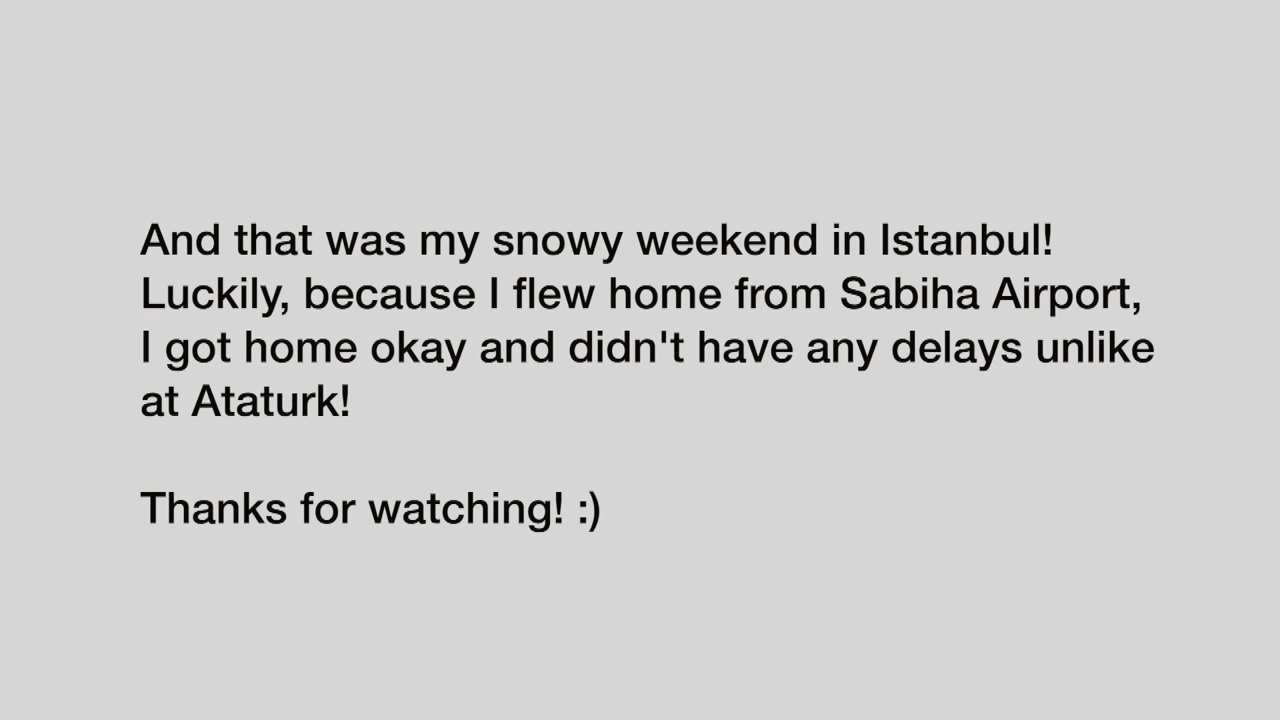 And that was my snowy weekend in Istanbul!
Luckily, because I flew home from Sabiha Airport,
I got home okay and didn't have any delays unlike
at Ataturk!
Thanks for watching! :)